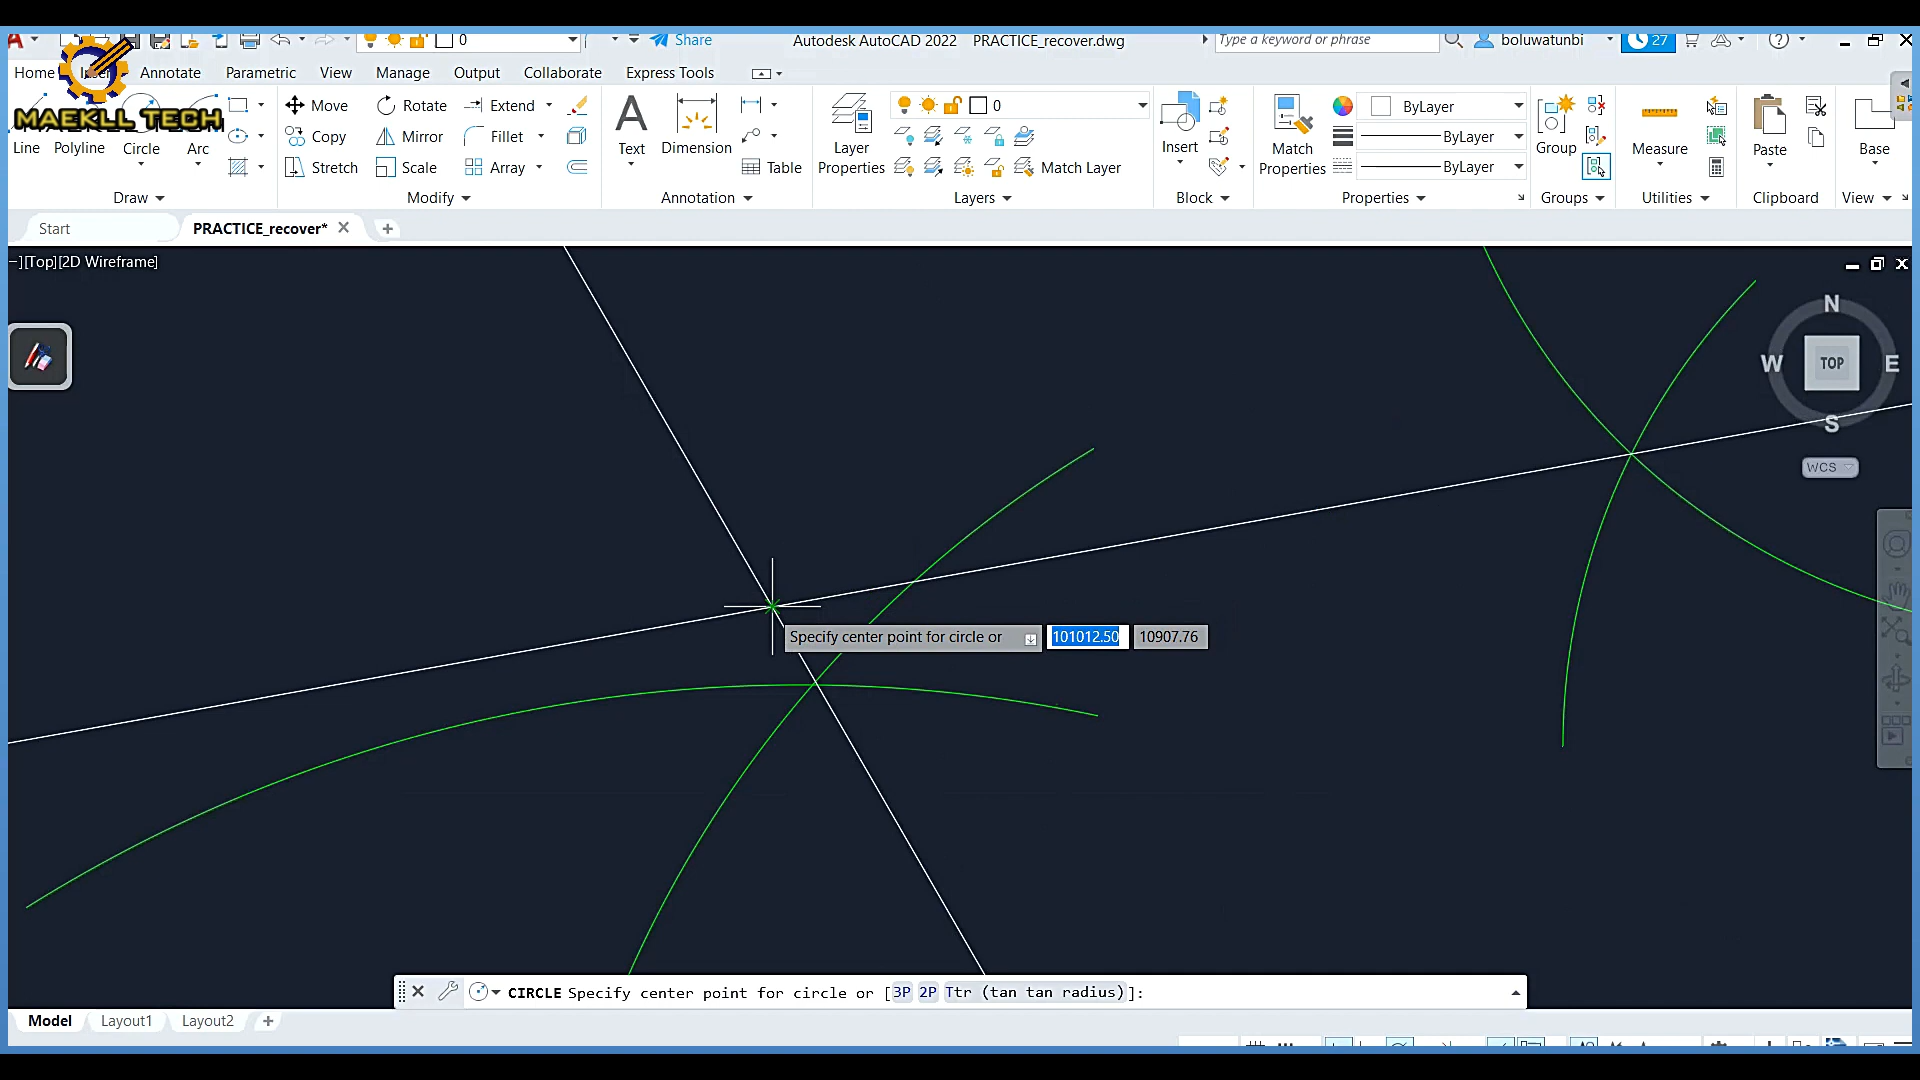 0
Share
Autodesk AutoCAD 2022 PRACTICE_recover.dwg
Type a keyword or phrase
boluwatunbi
27
Home
Annotate
Parametric
View
Manage
Output
Collaborate
Express Tools
MAEKLL TECH
Line
Polyline
Circle
Arc
Draw
Move
Rotate
Extend
Copy
Mirror
Fillet
Stretch
Scale
Array
Modify
Text
Dimension
Table
Annotation
Layer
Properties
0
Match Layer
Layers
Insert
Block
Match
Properties
ByLayer
ByLayer
ByLayer
Properties
Group
Groups
Measure
Utilities
Paste
Clipboard
Base
View
Start
PRACTICE_recover*
−][Top][2D Wireframe]
N
W
TOP
E
S
WCS
Specify center point for circle or
101012.50
10907.76
CIRCLE Specify center point for circle or [3P 2P Ttr (tan tan radius)]:
Model
Layout1
Layout2